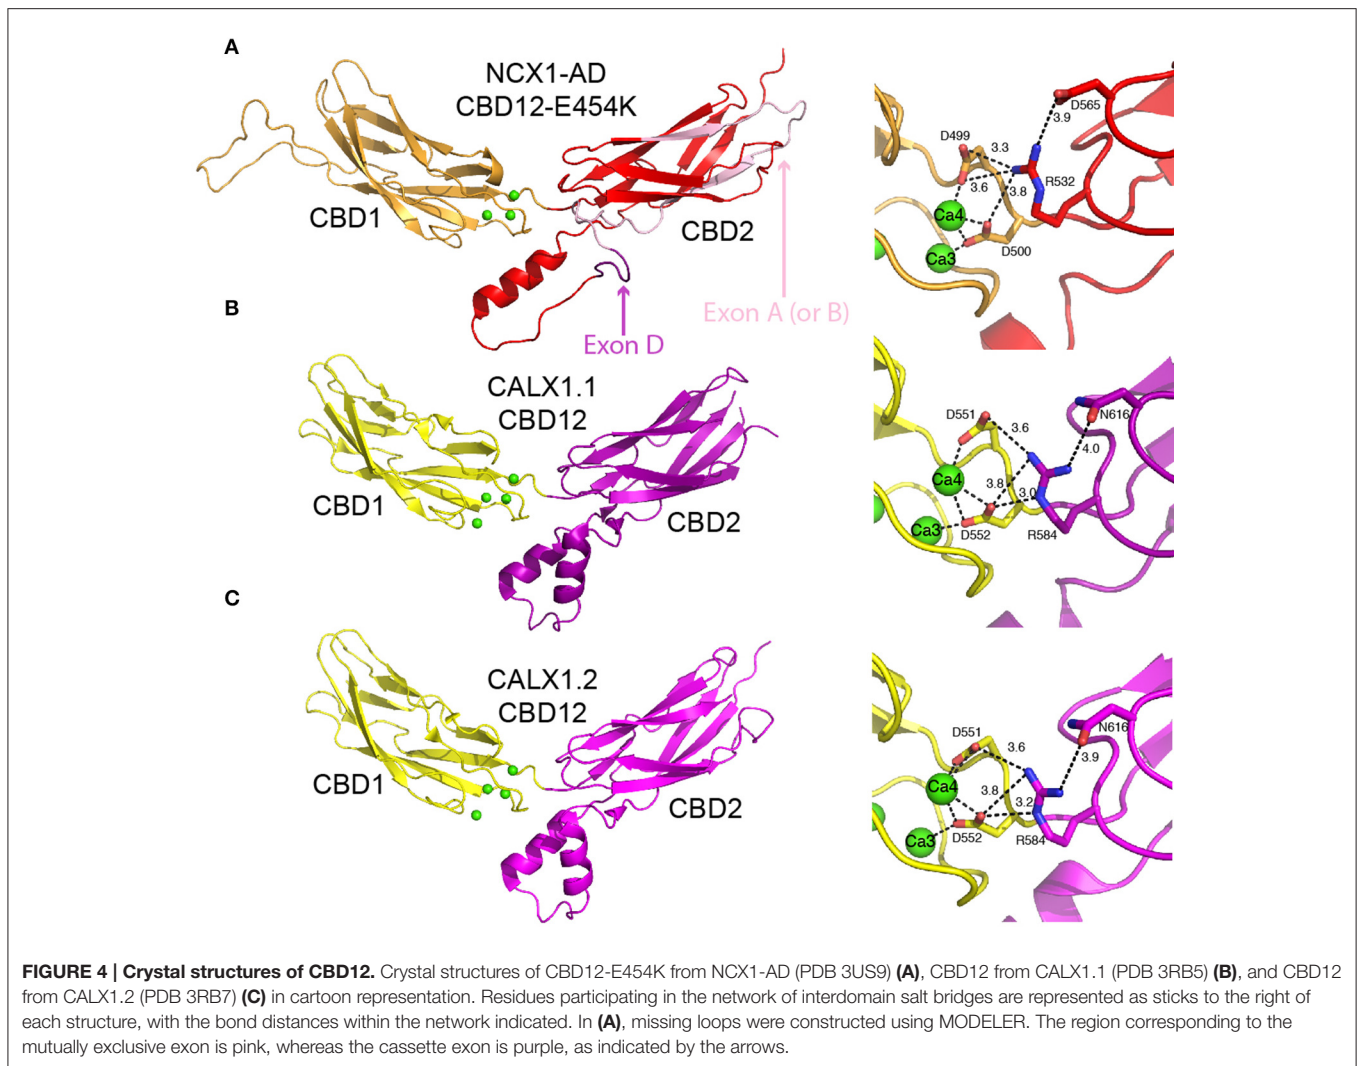 A
NCX1-AD
CBD12-E454K
CBD1
CBD2
Exon A (or B)
Exon D
D565
3.9
D499
3.3
3.6
3.8
R532
Ca4
D500
Ca3
B
CALX1.1
CBD12
CBD1
CBD2
N616
D551
3.6
4.0
Ca4
3.8
3.0
Ca3
D552
R584
C
CALX1.2
CBD12
CBD1
CBD2
N616
D551
3.6
3.9
Ca4
3.8
3.2
Ca3
D552
R584
FIGURE 4 | Crystal structures of CBD12. Crystal structures of CBD12-E454K from NCX1-AD (PDB 3US9) (A), CBD12 from CALX1.1 (PDB 3RB5) (B), and CBD12
from CALX1.2 (PDB 3RB7) (C) in cartoon representation. Residues participating in the network of interdomain salt bridges are represented as sticks to the right of
each structure, with the bond distances within the network indicated. In (A), missing loops were constructed using MODELER. The region corresponding to the
mutually exclusive exon is pink, whereas the cassette exon is purple, as indicated by the arrows.